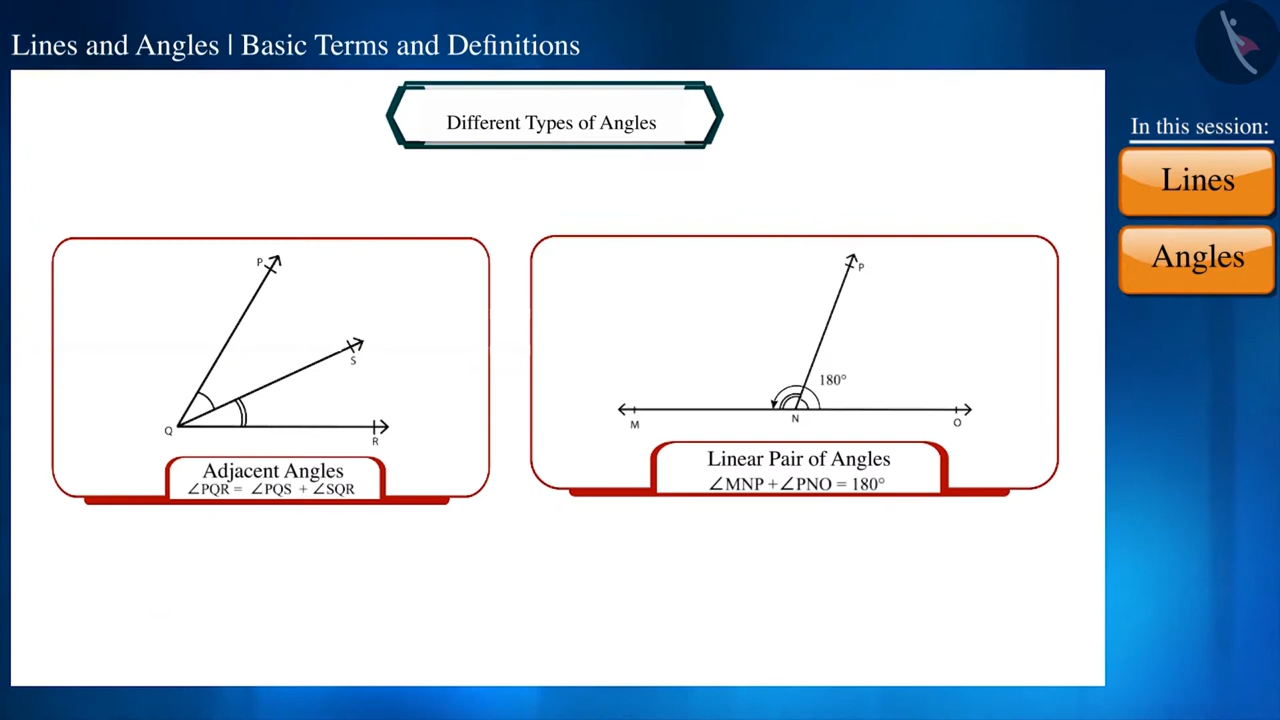 Lines and Angles | Basic Terms and Definitions
In this session:
Lines
Angles
Different Types of Angles
P
S
Q
R
Adjacent Angles
∠PQR = ∠PQS + ∠SQR
P
180°
M
N
O
Linear Pair of Angles
∠MNP +∠PNO = 180°